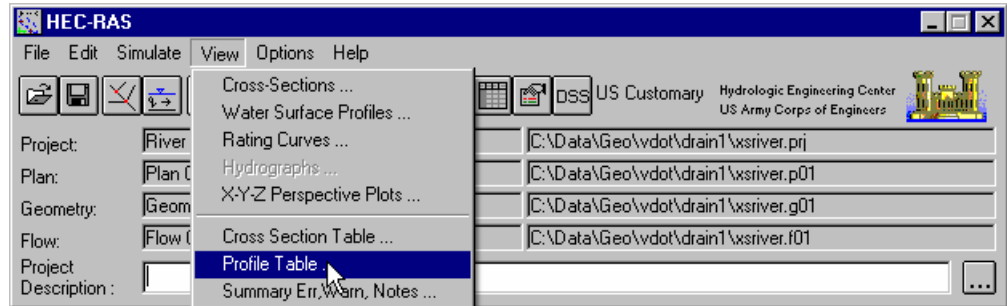 HEC-RAS
File Edit Simulate View Options Help
DSS US Customary Hydrologic Engineering Center
US Army Corps of Engineers
Cross-Sections ...
Water Surface Profiles ...
Rating Curves ...
Hydrographs ...
X-Y-Z Perspective Plots ...
Cross Section Table ...
Profile Table ..
Summary Err,Warn, Notes ...
Project: River C:\Data\Geo\vdot\drain1\xsriver.prj
Plan: Plan C:\Data\Geo\vdot\drain1\xsriver.p01
Geometry: Geom C:\Data\Geo\vdot\drain1\xsriver.g01
Flow: Flow C:\Data\Geo\vdot\drain1\xsriver.f01
Project
Description : ...